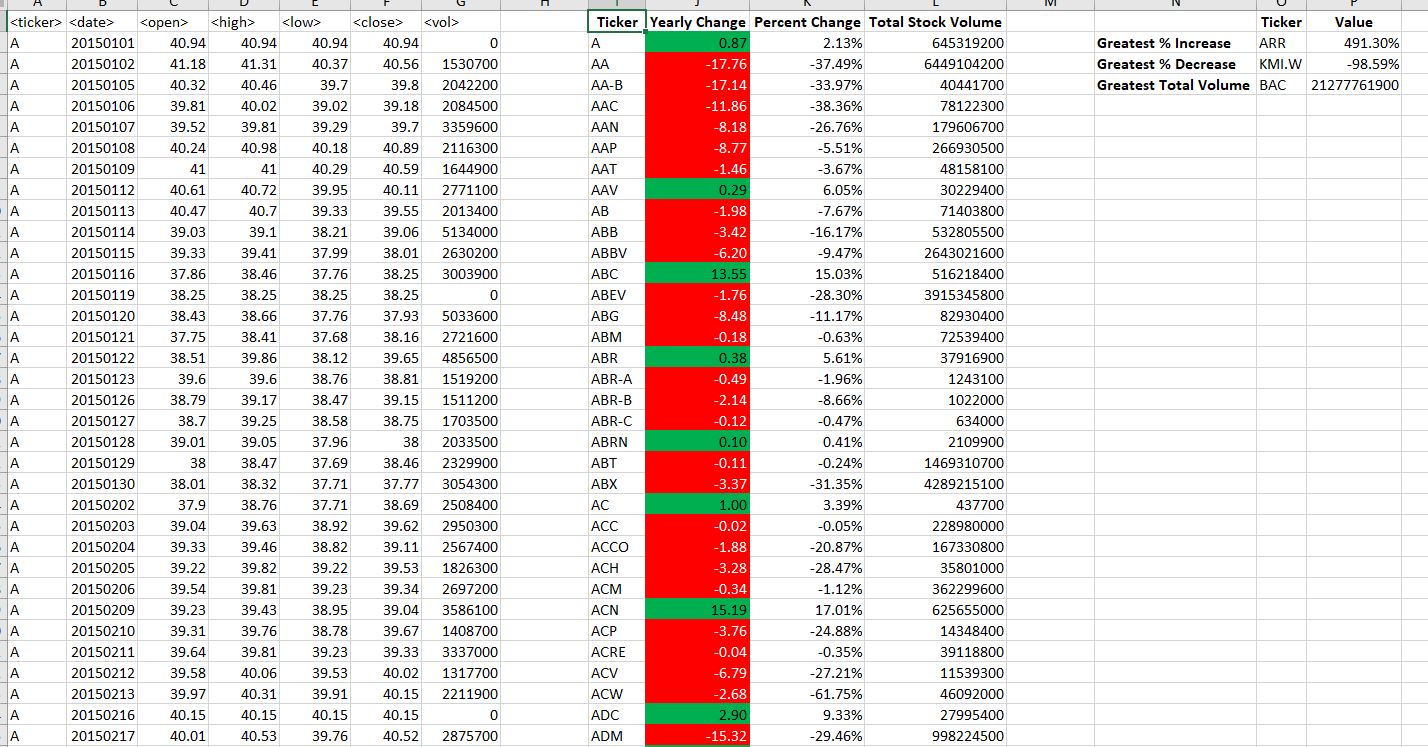 A B C D E F G H I J K L M N O P
<ticker> <date> <open> <high> <low> <close> <vol> Ticker Yearly Change Percent Change Total Stock Volume Ticker Value
A 20150101 40.94 40.94 40.94 40.94 0 A 0.87 2.13% 645319200 Greatest % Increase ARR 491.30%
A 20150102 41.18 41.31 40.37 40.56 1530700 AA -17.76 -37.49% 6449104200 Greatest % Decrease KMI.W -98.59%
A 20150105 40.32 40.46 39.7 39.8 2042200 AA-B -17.14 -33.97% 40441700 Greatest Total Volume BAC 21277761900
A 20150106 39.81 40.02 39.02 39.18 2084500 AAC -11.86 -38.36% 78122300
A 20150107 39.52 39.81 39.29 39.7 3359600 AAN -8.18 -26.76% 179606700
A 20150108 40.24 40.98 40.18 40.89 2116300 AAP -8.77 -5.51% 266930500
A 20150109 41 41 40.29 40.59 1644900 AAT -1.46 -3.67% 48158100
A 20150112 40.61 40.72 39.95 40.11 2771100 AAV 0.29 6.05% 30229400
A 20150113 40.47 40.7 39.33 39.55 2013400 AB -1.98 -7.67% 71403800
A 20150114 39.03 39.1 38.21 39.06 5134000 ABB -3.42 -16.17% 532805500
A 20150115 39.33 39.41 37.99 38.01 2630200 ABBV -6.20 -9.47% 2643021600
A 20150116 37.86 38.46 37.76 38.25 3003900 ABC 13.55 15.03% 516218400
A 20150119 38.25 38.25 38.25 38.25 0 ABEV -1.76 -28.30% 3915345800
A 20150120 38.43 38.66 37.76 37.93 5033600 ABG -8.48 -11.17% 82930400
A 20150121 37.75 38.41 37.68 38.16 2721600 ABM -0.18 -0.63% 72539400
A 20150122 38.51 39.86 38.12 39.65 4856500 ABR 0.38 5.61% 37916900
A 20150123 39.6 39.6 38.76 38.81 1519200 ABR-A -0.49 -1.96% 1243100
A 20150126 38.79 39.17 38.47 39.15 1511200 ABR-B -2.14 -8.66% 1022000
A 20150127 38.7 39.25 38.58 38.75 1703500 ABR-C -0.12 -0.47% 634000
A 20150128 39.01 39.05 37.96 38 2033500 ABRN 0.10 0.41% 2109900
A 20150129 38 38.47 37.69 38.46 2329900 ABT -0.11 -0.24% 1469310700
A 20150130 38.01 38.32 37.71 37.77 3054300 ABX -3.37 -31.35% 4289215100
A 20150202 37.9 38.76 37.71 38.69 2508400 AC 1.00 3.39% 437700
A 20150203 39.04 39.63 38.92 39.62 2950300 ACC -0.02 -0.05% 228980000
A 20150204 39.33 39.46 38.82 39.11 2567400 ACCO -1.88 -20.87% 167330800
A 20150205 39.22 39.82 39.22 39.53 1826300 ACH -3.28 -28.47% 35801000
A 20150206 39.54 39.81 39.23 39.34 2697200 ACM -0.34 -1.12% 362299600
A 20150209 39.23 39.43 38.95 39.04 3586100 ACN 15.19 17.01% 625655000
A 20150210 39.31 39.76 38.78 39.67 1408700 ACP -3.76 -24.88% 14348400
A 20150211 39.64 39.81 39.23 39.33 3337000 ACRE -0.04 -0.35% 39118800
A 20150212 39.58 40.06 39.53 40.02 1317700 ACV -6.79 -27.21% 11539300
A 20150213 39.97 40.31 39.91 40.15 2211900 ACW -2.68 -61.75% 46092000
A 20150216 40.15 40.15 40.15 40.15 0 ADC 2.90 9.33% 27995400
A 20150217 40.01 40.53 39.76 40.52 2875700 ADM -15.32 -29.46% 998224500